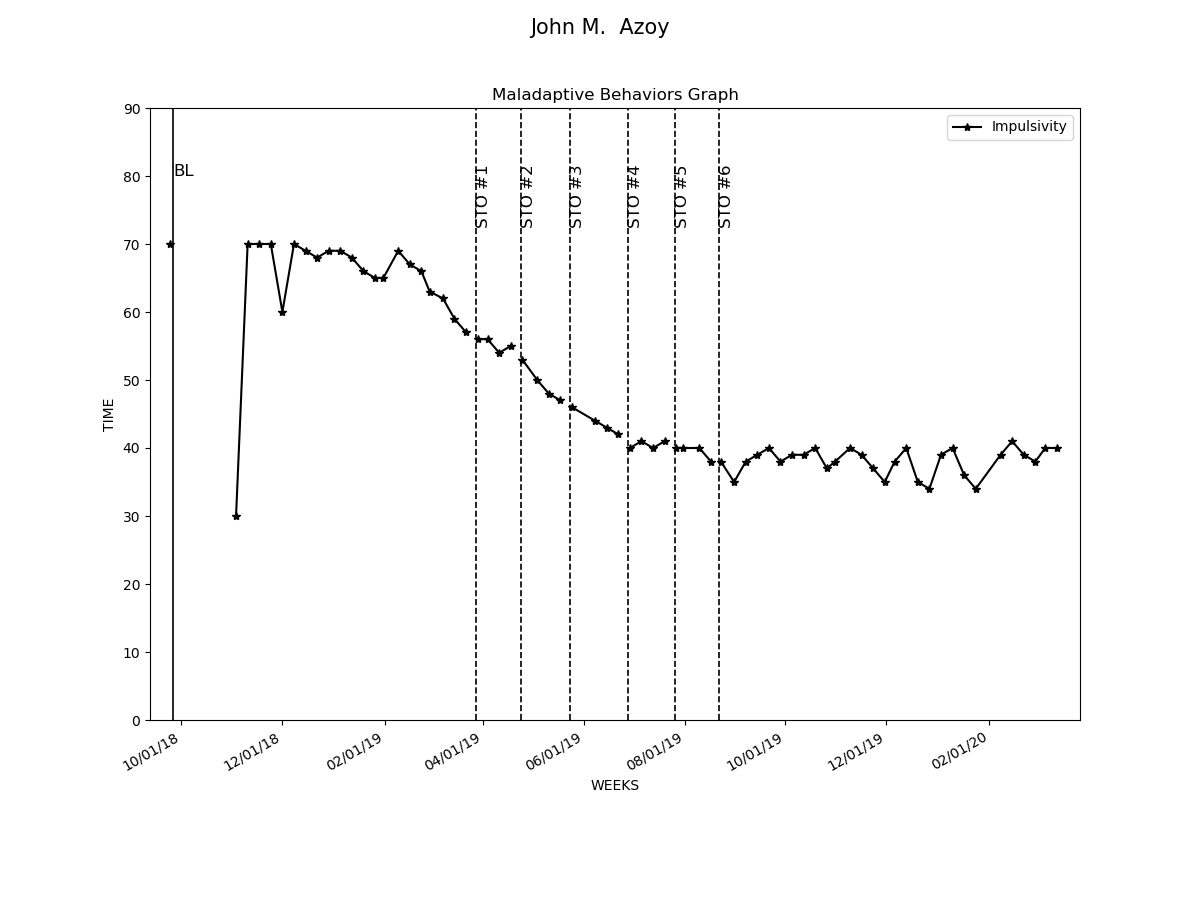 John M.  Azoy
Maladaptive Behaviors Graph
Impulsivity
BL
STO #1
STO #2
STO #3
STO #4
STO #5
STO #6
90
80
70
60
50
40
30
20
10
0
TIME
10/01/18
12/01/18
02/01/19
04/01/19
06/01/19
08/01/19
10/01/19
12/01/19
02/01/20
WEEKS